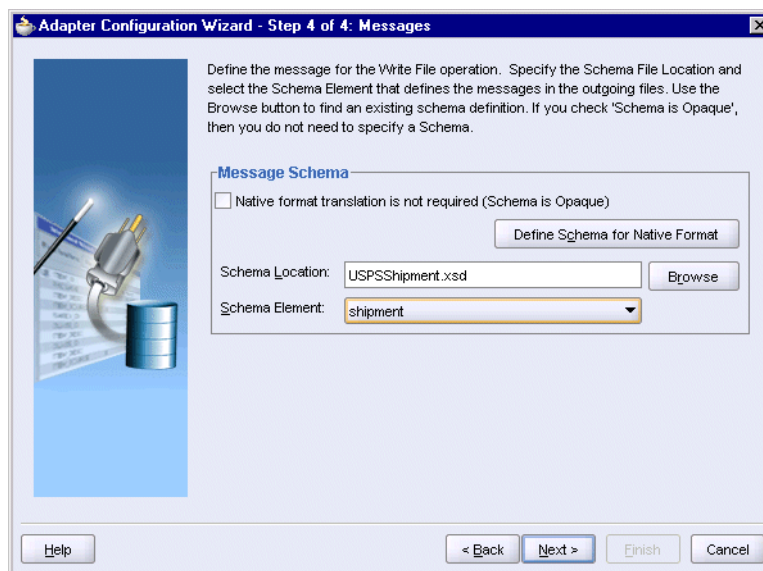 Adapter Configuration Wizard - Step 4 of 4: Messages
Define the message for the Write File operation. Specify the Schema File Location and
select the Schema Element that defines the messages in the outgoing files. Use the
Browse button to find an existing schema definition. If you check 'Schema is Opaque',
then you do not need to specify a Schema.
Message Schema
Native format translation is not required (Schema is Opaque)
Define Schema for Native Format
Schema Location: USPSShipment.xsd Browse
Schema Element: shipment
Help < Back Next > Finish Cancel